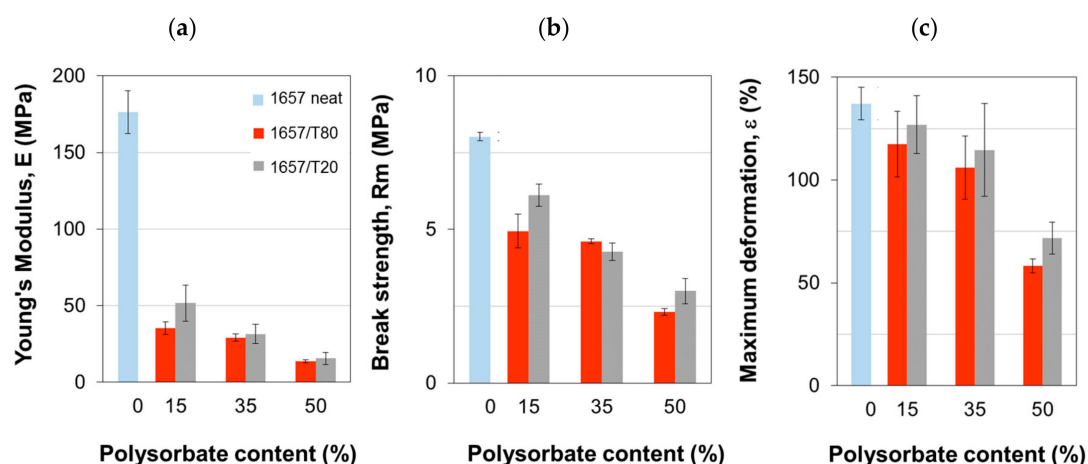 (a)
Young's Modulus, E (MPa)
200
150
100
50
0
1657 neat
1657/T80
1657/T20
0 15 35 50
Polysorbate content (%)
(b)
Break strength, Rm (MPa)
10
5
0
0 15 35 50
Polysorbate content (%)
(c)
Maximum deformation, ε (%)
150
100
50
0
0 15 35 50
Polysorbate content (%)